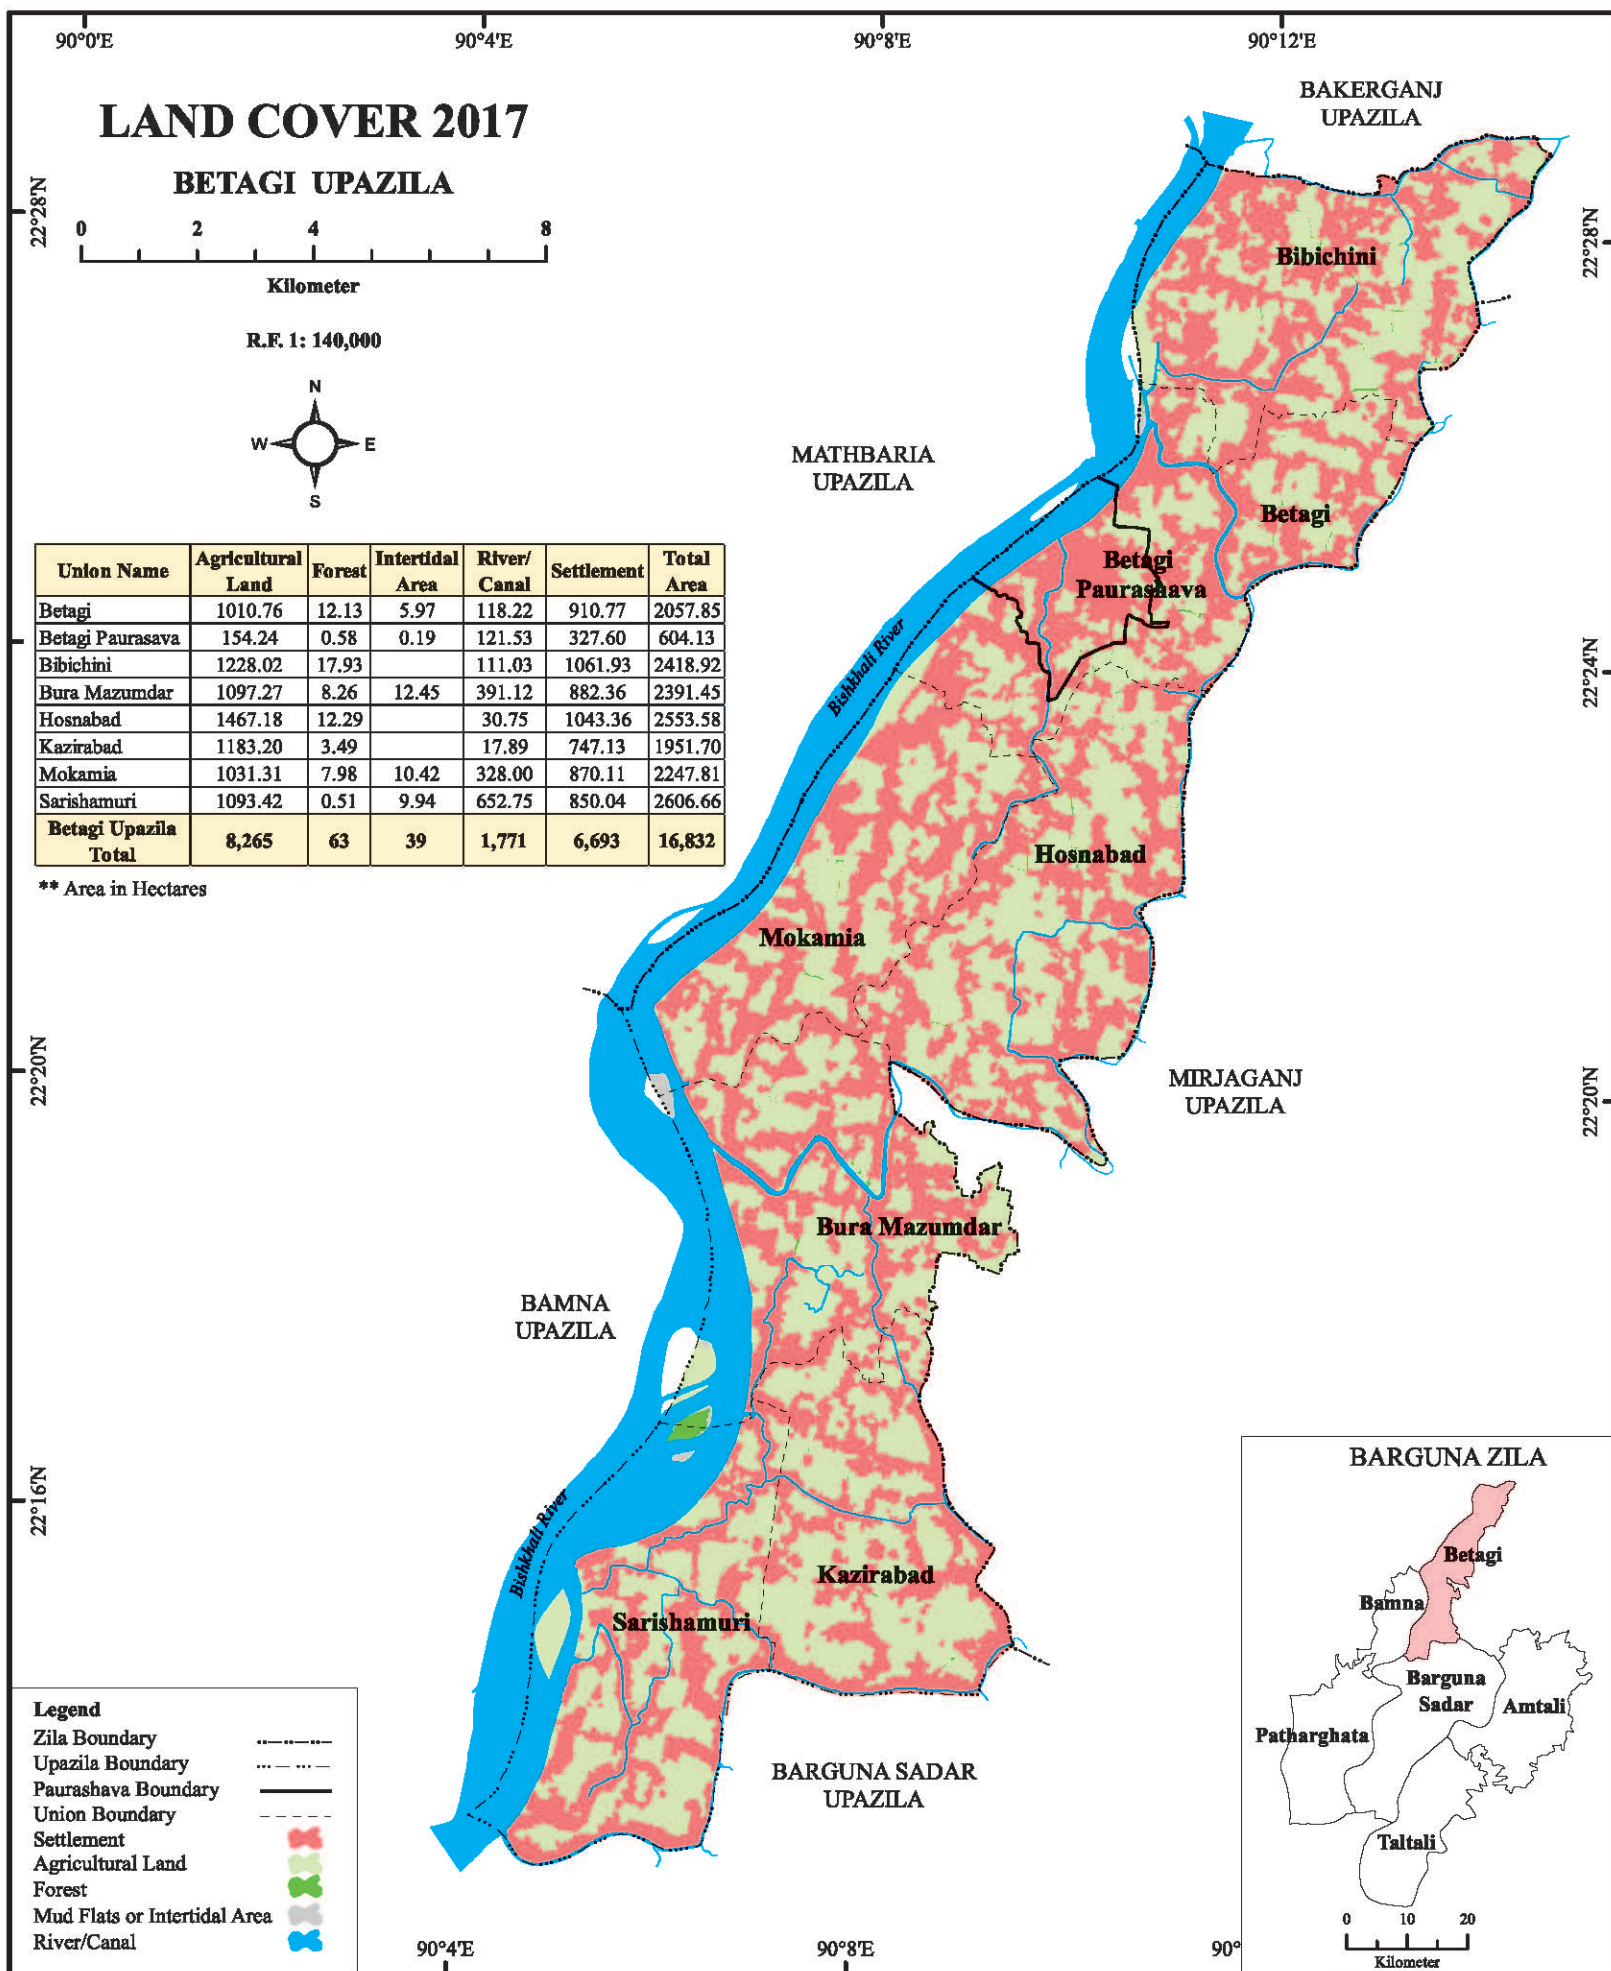 90°0'E 90°4'E 90°8'E 90°12'E
LAND COVER 2017
BETAGI UPAZILA
0 2 4 8
Kilometer
R.F. 1: 140,000
N
W E
S
22°28'N
22°20'N
22°16'N
22°28'N
22°24'N
22°20'N
BAKERGANJ
UPAZILA
MATHBARIA
UPAZILA
Union Name Agricultural Land Forest Intertidal Area River/ Canal Settlement Total Area
Betagi 1010.76 12.13 5.97 118.22 910.77 2057.85
Betagi Paurasava 154.24 0.58 0.19 121.53 327.60 604.13
Bibichini 1228.02 17.93 111.03 1061.93 2418.92
Bura Mazumdar 1097.27 8.26 12.45 391.12 882.36 2391.45
Hosnabad 1467.18 12.29 30.75 1043.36 2553.58
Kazirabad 1183.20 3.49 17.89 747.13 1951.70
Mokamia 1031.31 7.98 10.42 328.00 870.11 2247.81
Sarishamuri 1093.42 0.51 9.94 652.75 850.04 2606.66
Betagi Upazila Total 8,265 63 39 1,771 6,693 16,832
** Area in Hectares
Bibichini
Betagi
Betagi
Paurashava
Bishkhali River
Hosnabad
Mokamia
MIRJAGANJ
UPAZILA
Bura Mazumdar
BAMNA
UPAZILA
Bishkhali River
Kazirabad
Sarishamuri
BARGUNA SADAR
UPAZILA
Legend
Zila Boundary
Upazila Boundary
Paurashava Boundary
Union Boundary
Settlement
Agricultural Land
Forest
Mud Flats or Intertidal Area
River/Canal
BARGUNA ZILA
Betagi
Bamna
Barguna
Sadar
Amtali
Patharghata
Taltali
0 10 20
Kilometer
90°4'E 90°8'E 90°